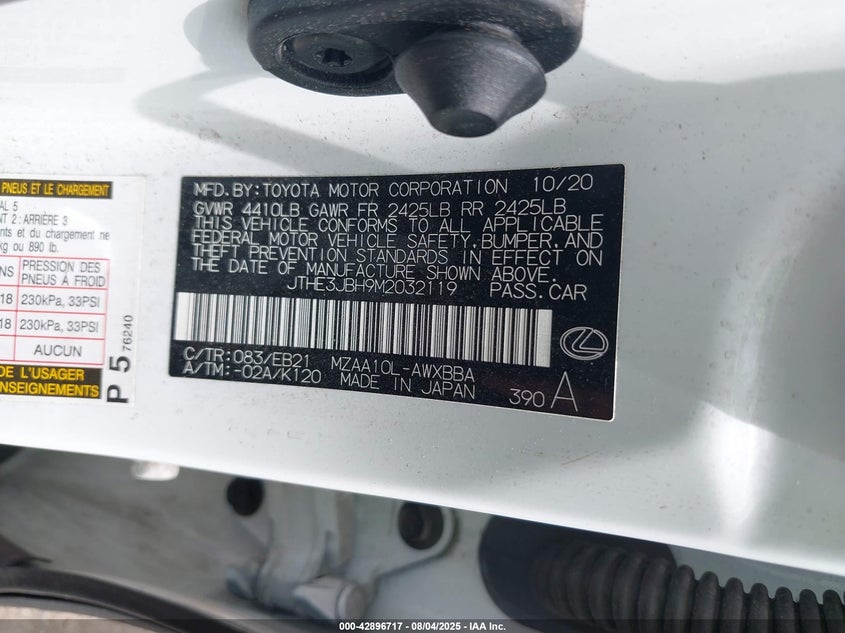 PNEUS ET LE CHARGEMENT
AL 5
NT 2 : ARRIÈRE 3
ents et du chargement ne
kg ou 890 lb.
NS PRESSION DES PNEUS À FROID
18 230kPa, 33PSI
18 230kPa, 33PSI
AUCUN
DE L'USAGER
NSEIGNEMENTS
P 5 76240
MFD. BY: TOYOTA MOTOR CORPORATION 10/20
GVWR 4410LB GAWR FR 2425LB RR 2425LB
THIS VEHICLE CONFORMS TO ALL APPLICABLE
FEDERAL MOTOR VEHICLE SAFETY, BUMPER, AND
THEFT PREVENTION STANDARDS IN EFFECT ON
THE DATE OF MANUFACTURE SHOWN ABOVE.
JTHE3JBH9M2032119 PASS.CAR
C/TR: 083/EB21 MZAA10L-AWXBBA
A/TM: -02A/K120 MADE IN JAPAN 390 A
000-42896717 - 08/04/2025 - IAA Inc.